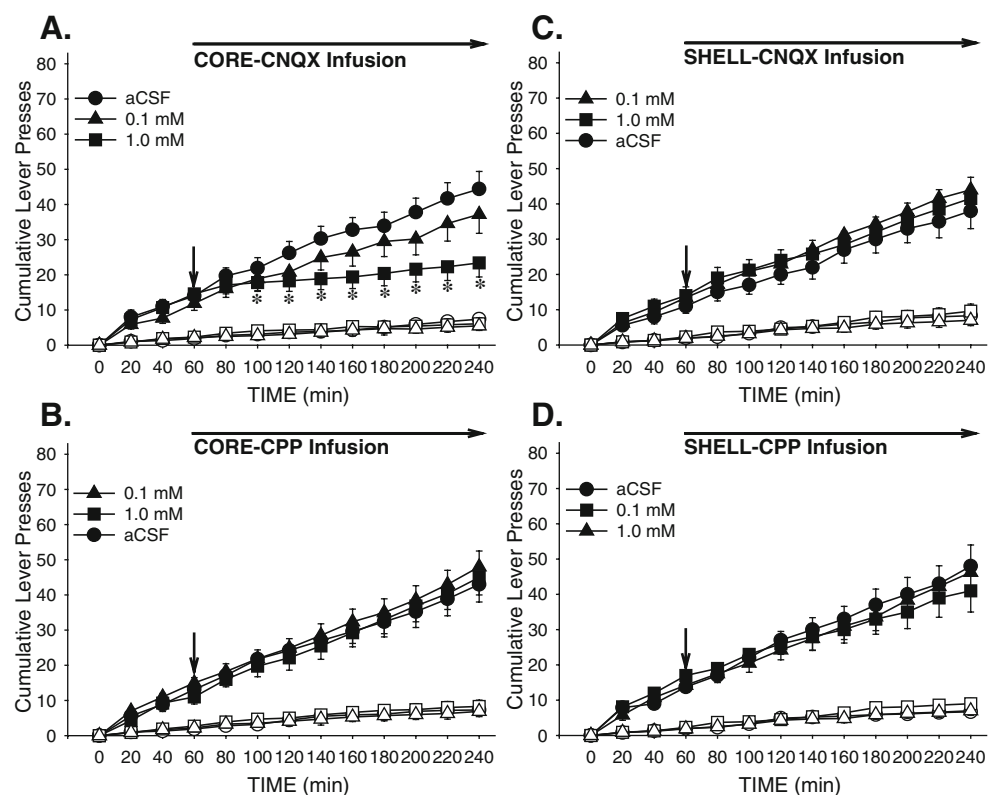 A.
CORE-CNQX Infusion
Cumulative Lever Presses
80
70
60
50
40
30
20
10
0
aCSF
0.1 mM
1.0 mM
* * * * * * * *
0 20 40 60 80 100 120 140 160 180 200 220 240
TIME (min)
C.
SHELL-CNQX Infusion
Cumulative Lever Presses
80
70
60
50
40
30
20
10
0
0.1 mM
1.0 mM
aCSF
0 20 40 60 80 100 120 140 160 180 200 220 240
TIME (min)
B.
CORE-CPP Infusion
Cumulative Lever Presses
80
70
60
50
40
30
20
10
0
0.1 mM
1.0 mM
aCSF
0 20 40 60 80 100 120 140 160 180 200 220 240
TIME (min)
D.
SHELL-CPP Infusion
Cumulative Lever Presses
80
70
60
50
40
30
20
10
0
aCSF
0.1 mM
1.0 mM
0 20 40 60 80 100 120 140 160 180 200 220 240
TIME (min)